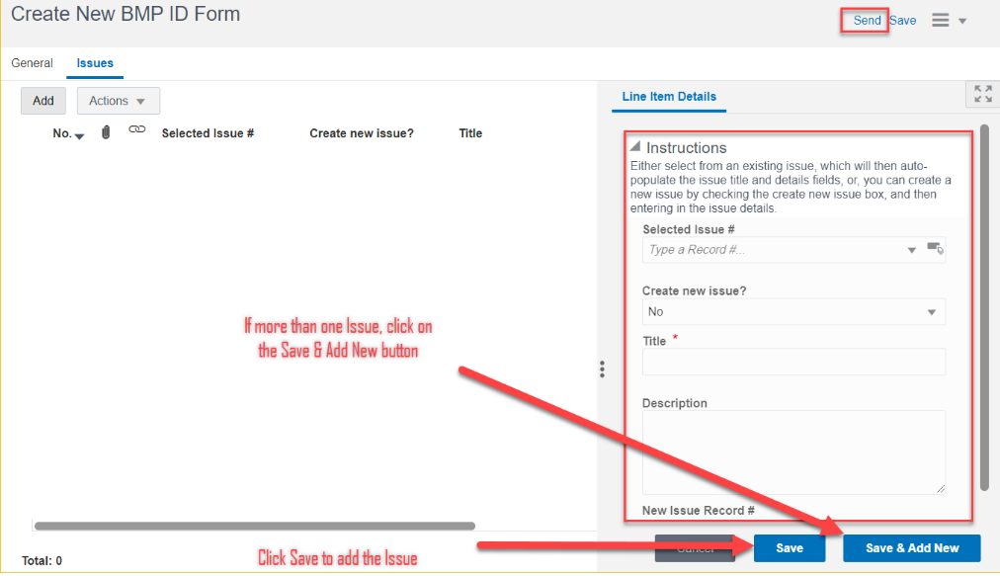 Create New BMP ID Form
Send Save
General Issues
Add Actions
No. Selected Issue # Create new issue? Title
If more than one Issue, click on
the Save & Add New button
Total: 0
Click Save to add the Issue
Line Item Details
Instructions
Either select from an existing issue, which will then auto-
populate the issue title and details fields, or, you can create a
new issue by checking the create new issue box, and then
entering in the issue details.
Selected Issue #
Type a Record #...
Create new issue?
No
Title *
Description
New Issue Record #
Cancel Save Save & Add New